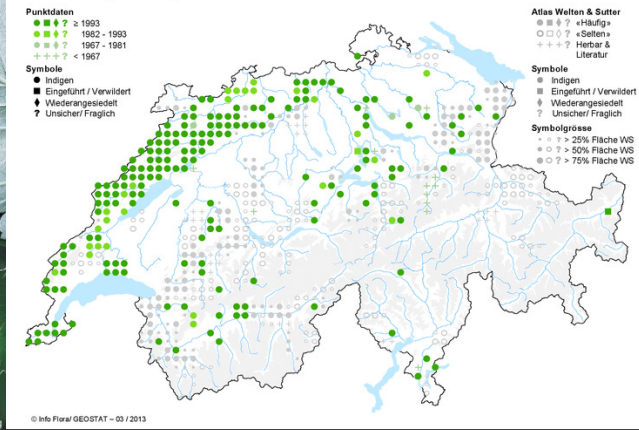 Punktdaten
? ≥ 1993
? 1982 - 1993
? 1967 - 1981
+++? < 1967
Symbole
Indigen
Eingeführt / Verwildert
Wiederangesiedelt
? Unsicher/ Fraglich
Atlas Welten & Sutter
? «Häufig»
? «Selten»
+++? Herbar &
Literatur
Symbole
Indigen
Eingeführt / Verwildert
Wiederangesiedelt
? Unsicher/ Fraglich
Symbolgrösse
? > 25% Fläche WS
? > 50% Fläche WS
? > 75% Fläche WS
© Info Flora/ GEOSTAT – 03 / 2013